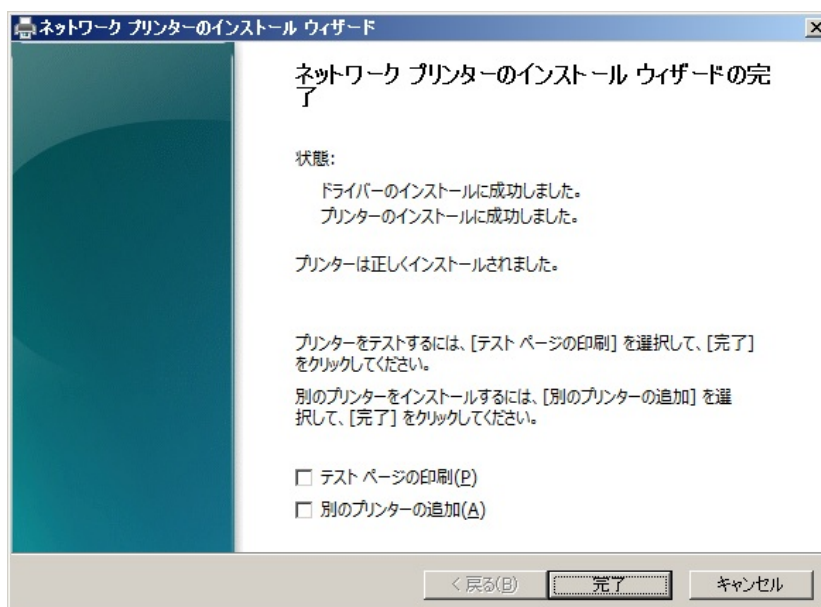 ネットワーク プリンターのインストール ウィザード
ネットワーク プリンターのインストール ウィザードの完
了
状態:
ドライバーのインストールに成功しました。
プリンターのインストールに成功しました。
プリンターは正しくインストールされました。
プリンターをテストするには、[テスト ページの印刷] を選択して、[完了]
をクリックしてください。
別のプリンターをインストールするには、[別のプリンターの追加] を選
択して、[完了] をクリックしてください。
テスト ページの印刷(P)
別のプリンターの追加(A)
< 戻る(B)
完了
キャンセル